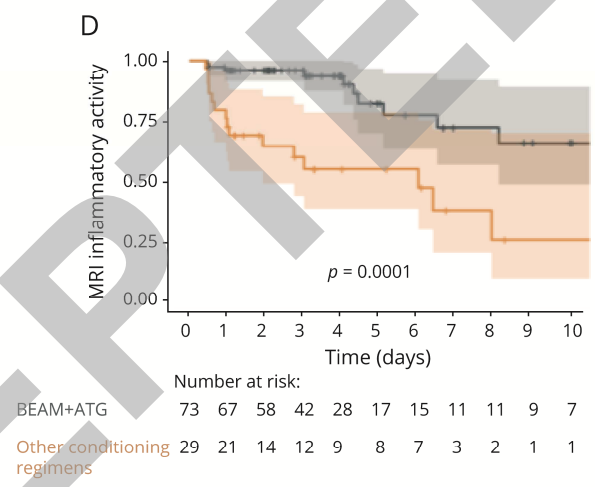 D
MRI inflammatory activity
1.00
0.75
0.50
0.25
0.00
p = 0.0001
0 1 2 3 4 5 6 7 8 9 10
Time (days)
Number at risk:
BEAM+ATG 73 67 58 42 28 17 15 11 11 9 7
Other conditioning 29 21 14 12 9 8 7 3 2 1 1
regimens